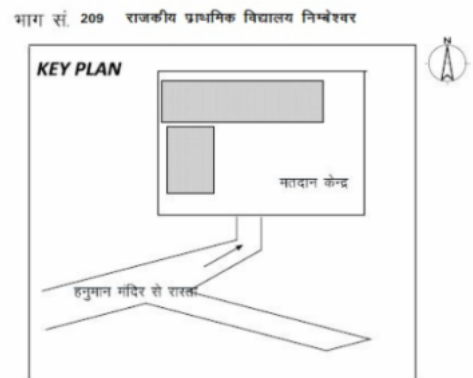 भाग सं. 209 राजकीय प्राथमिक विद्यालय निम्बेश्वर
N
KEY PLAN
मतदान केन्द्र
हनुमान मंदिर से रास्ता